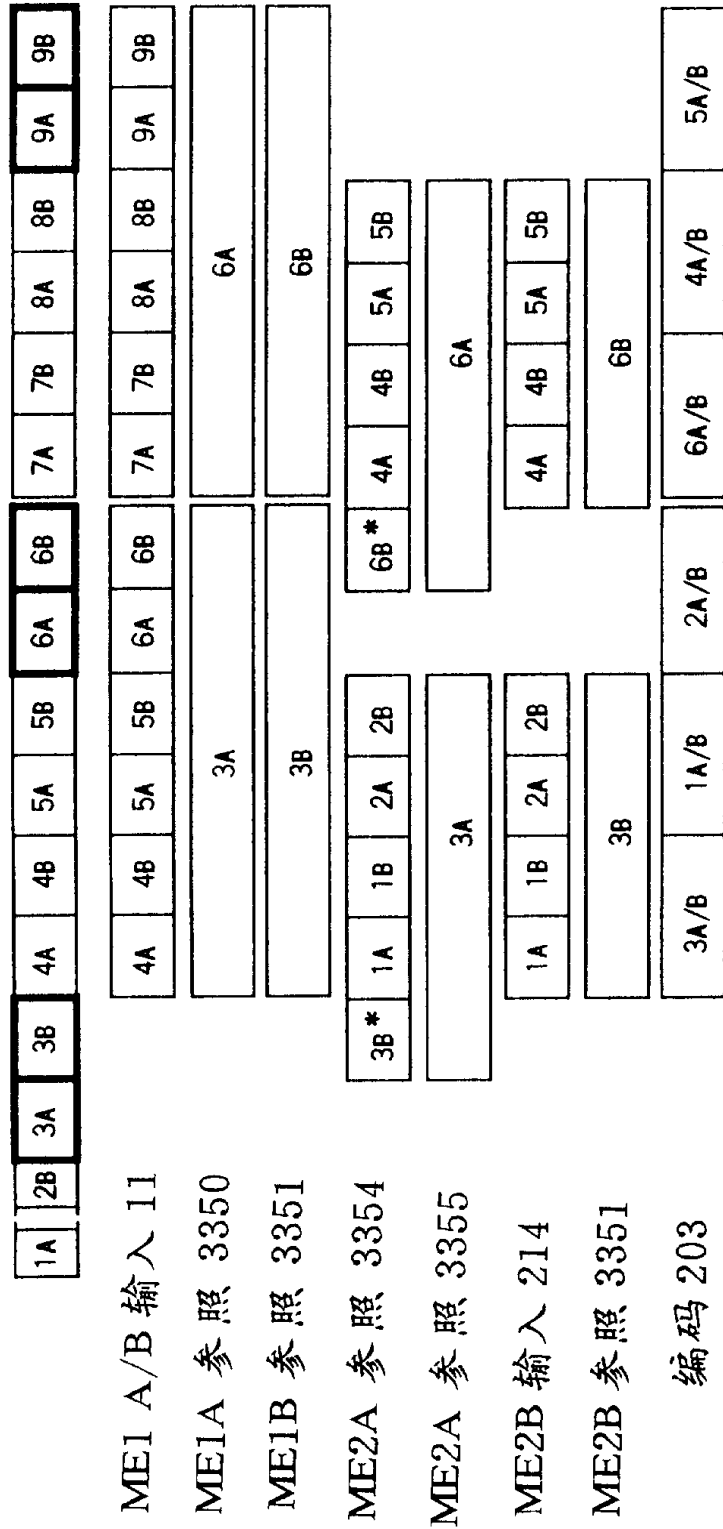 1A 2B 3A 3B 4A 4B 5A 5B 6A 6B 7A 7B 8A 8B 9A 9B
ME1 A/B 输入 11 4A 4B 5A 5B 6A 6B 7A 7B 8A 8B 9A 9B
ME1A 参照 3350 3A 6A
ME1B 参照 3351 3B 6B
ME2A 参照 3354 3B* 1A 1B 2A 2B 6B* 4A 4B 5A 5B
ME2A 参照 3355 3A 6A
ME2B 输入 214 1A 1B 2A 2B 4A 4B 5A 5B
ME2B 参照 3351 3B 6B
编码 203 3A/B 1A/B 2A/B 6A/B 4A/B 5A/B